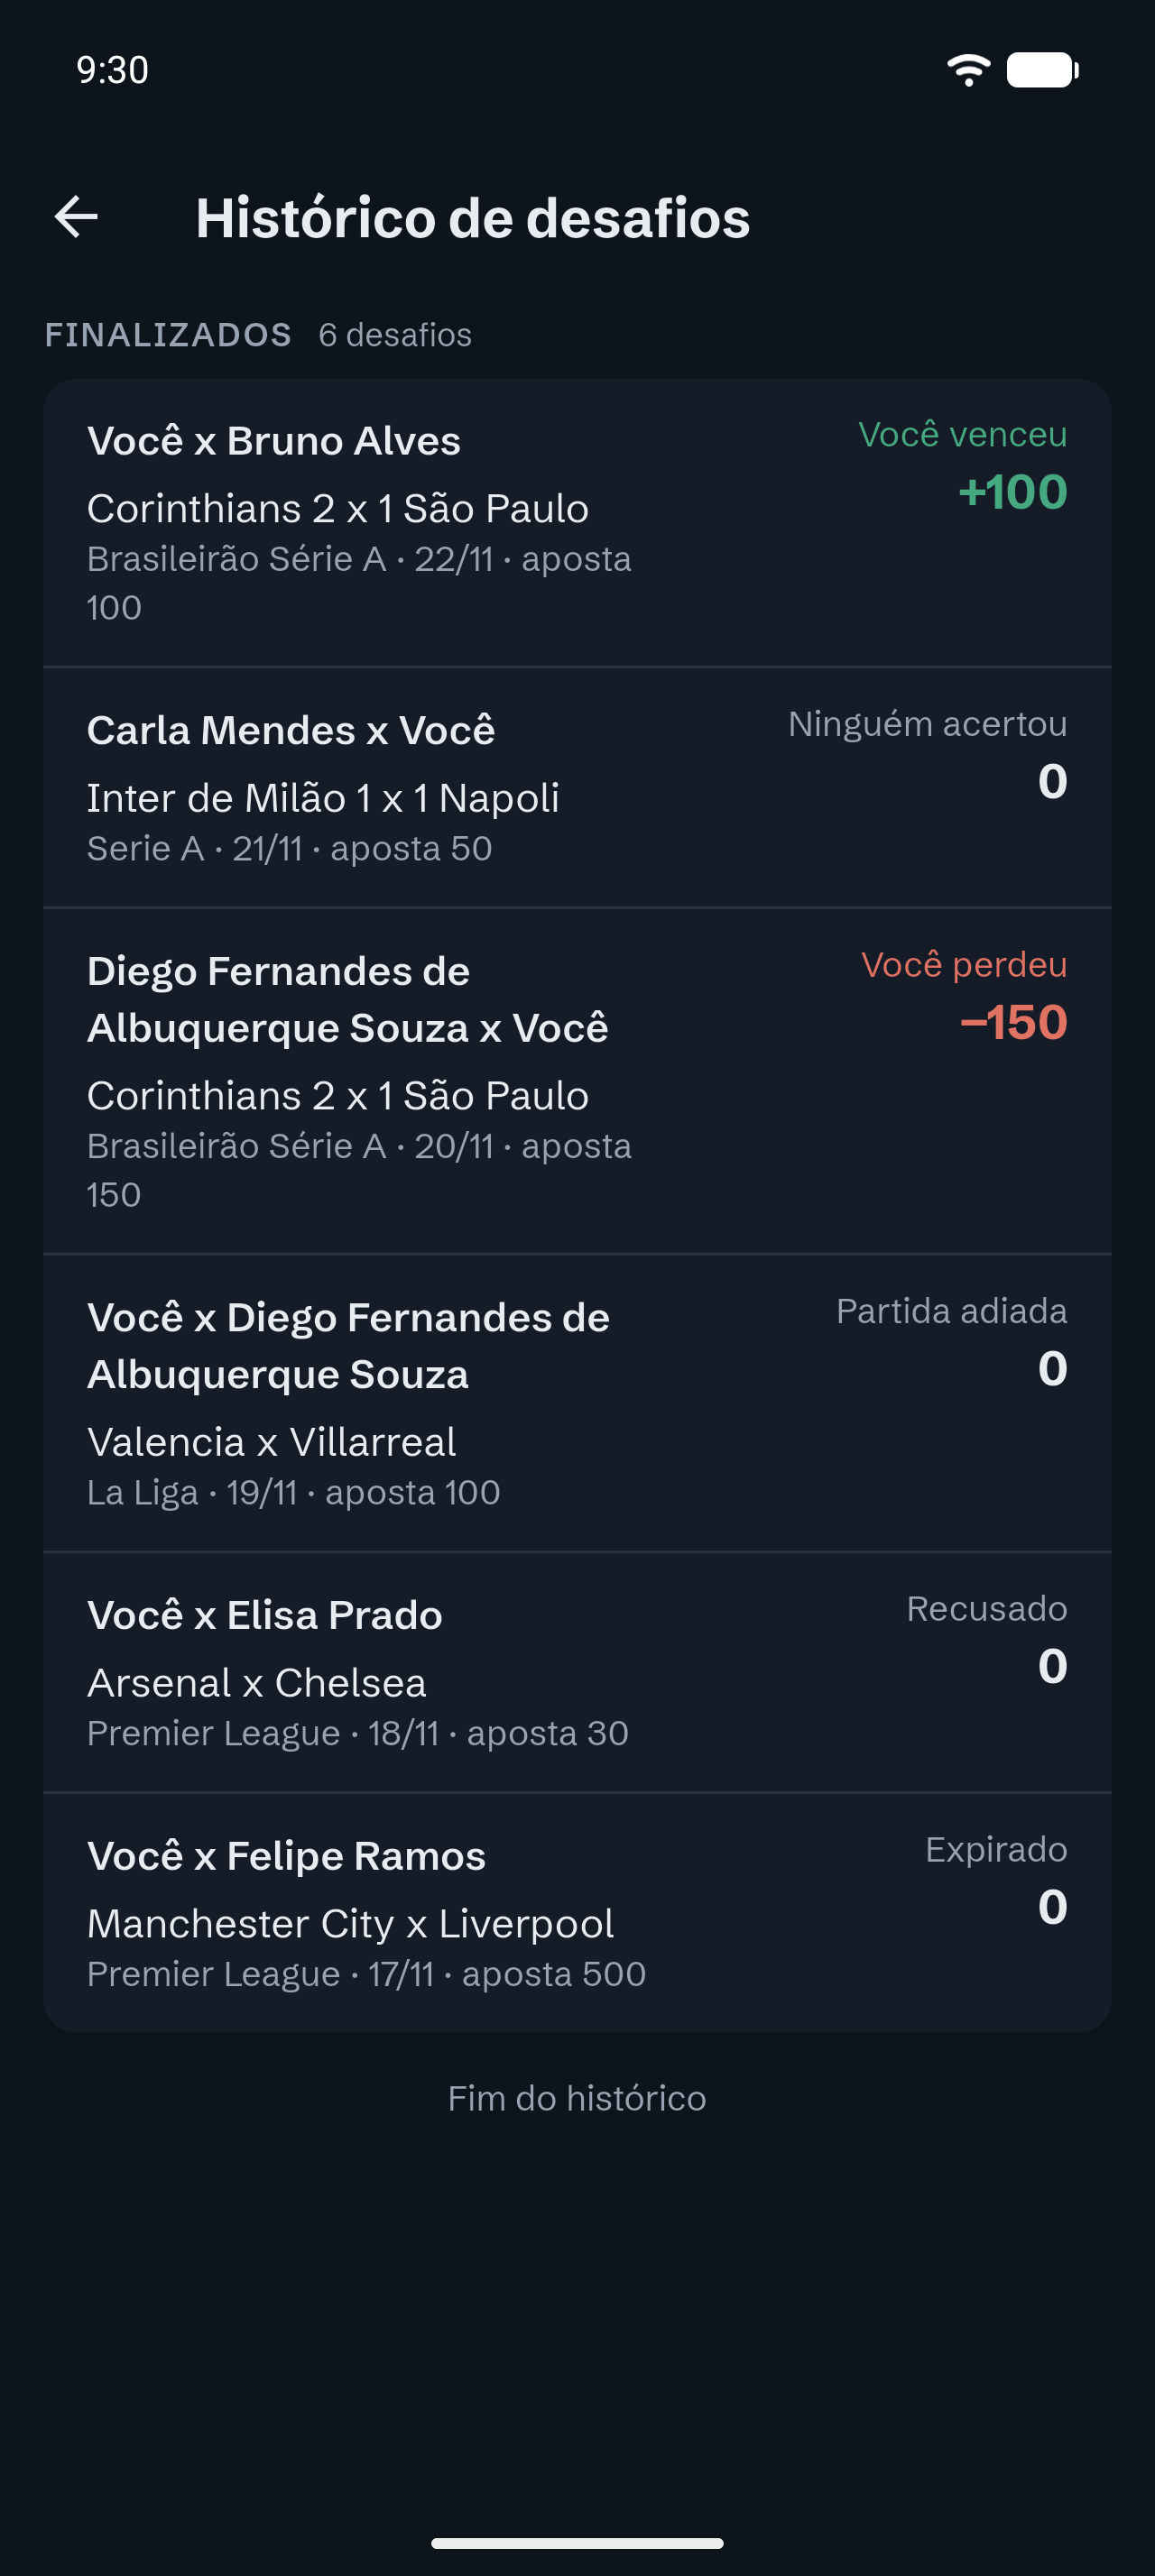 9:30
Histórico de desafios
FINALIZADOS 6 desafios
Você x Bruno Alves
Você venceu
+100
Corinthians 2 x 1 São Paulo
Brasileirão Série A · 22/11 · aposta
100
Carla Mendes x Você
Ninguém acertou
0
Inter de Milão 1 x 1 Napoli
Serie A · 21/11 · aposta 50
Diego Fernandes de
Albuquerque Souza x Você
Você perdeu
−150
Corinthians 2 x 1 São Paulo
Brasileirão Série A · 20/11 · aposta
150
Você x Diego Fernandes de
Albuquerque Souza
Partida adiada
0
Valencia x Villarreal
La Liga · 19/11 · aposta 100
Você x Elisa Prado
Recusado
0
Arsenal x Chelsea
Premier League · 18/11 · aposta 30
Você x Felipe Ramos
Expirado
0
Manchester City x Liverpool
Premier League · 17/11 · aposta 500
Fim do histórico